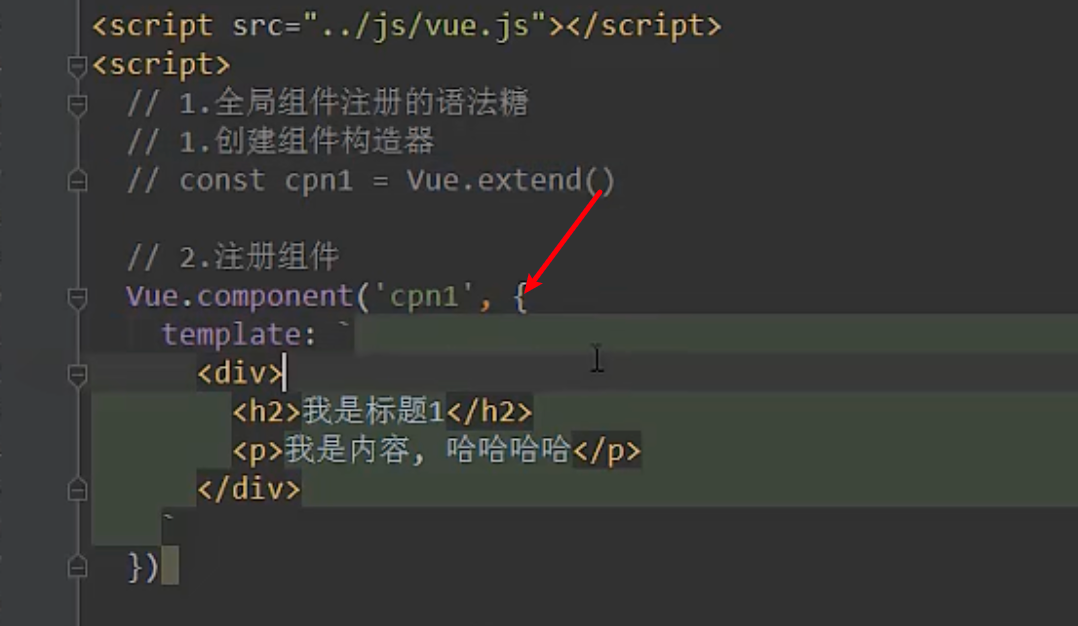 <script src="../js/vue.js"></script>
<script>
// 1.全局组件注册的语法糖
// 1.创建组件构造器
// const cpn1 = Vue.extend()
// 2.注册组件
Vue.component('cpn1', {
template: `
<div>
<h2>我是标题1</h2>
<p>我是内容, 哈哈哈哈</p>
</div>
`
})